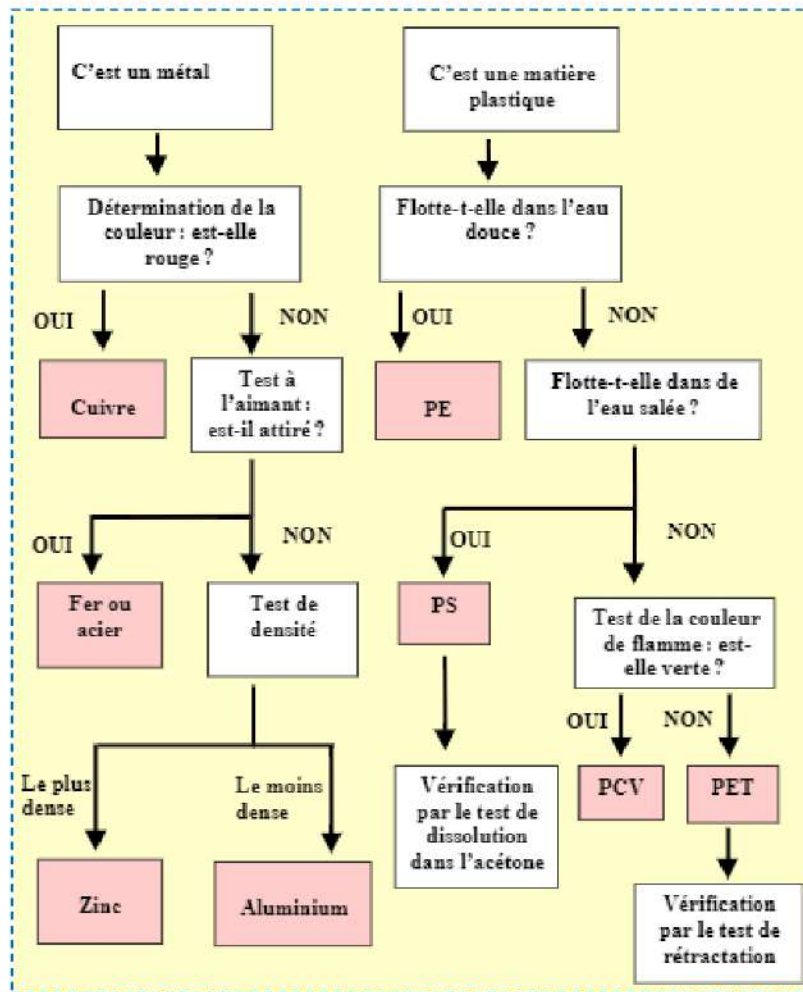 C'est un métal
C'est une matière
plastique
Détermination de la
couleur : est-elle
rouge ?
Flotte-t-elle dans l'eau
douce ?
OUI
NON
OUI
NON
Cuivre
Test à
l'aimant :
est-il attiré ?
PE
Flotte-t-elle dans de
l'eau salée ?
OUI
NON
OUI
NON
Fer ou
acier
Test de
densité
PS
Test de la couleur
de flamme : est-
elle verte ?
OUI
NON
Le plus
dense
Le moins
dense
Vérification
par le test de
dissolution
dans l'acétone
PCV
PET
Zinc
Aluminium
Vérification
par le test de
rétractation